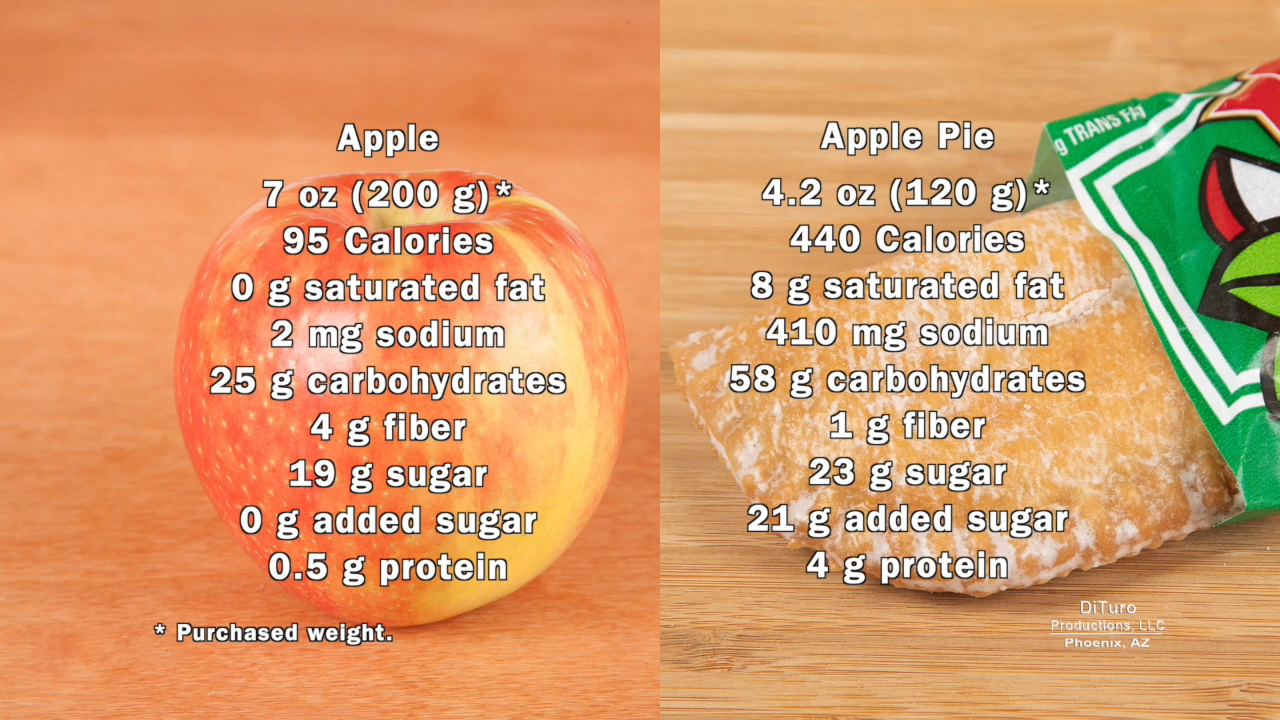 Apple
7 oz (200 g)*
95 Calories
0 g saturated fat
2 mg sodium
25 g carbohydrates
4 g fiber
19 g sugar
0 g added sugar
0.5 g protein
* Purchased weight.
Apple Pie
4.2 oz (120 g)*
440 Calories
8 g saturated fat
410 mg sodium
58 g carbohydrates
1 g fiber
23 g sugar
21 g added sugar
4 g protein
g TRANS FAT
DiTuro
Productions, LLC
Phoenix, AZ